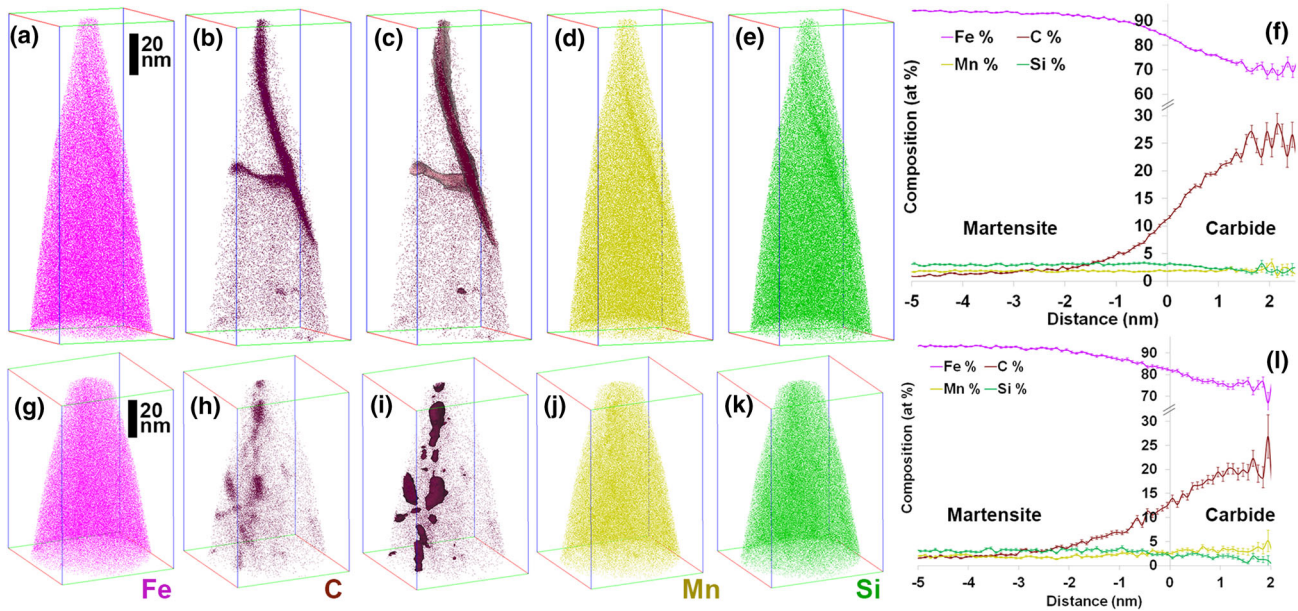 (a)
20
nm
(b)
(c)
(d)
(e)
(f)
Fe %
C %
Mn %
Si %
Composition (at %)
90
80
70
60
30
25
20
15
10
5
0
Martensite
Carbide
-5
-4
-3
-2
-1
0
1
2
Distance (nm)
(g)
20
nm
(h)
(i)
(j)
(k)
Fe
C
Mn
Si
(l)
Fe %
C %
Mn %
Si %
Composition (at %)
90
80
70
30
25
20
15
10
5
0
Martensite
Carbide
-5
-4
-3
-2
-1
0
1
2
Distance (nm)